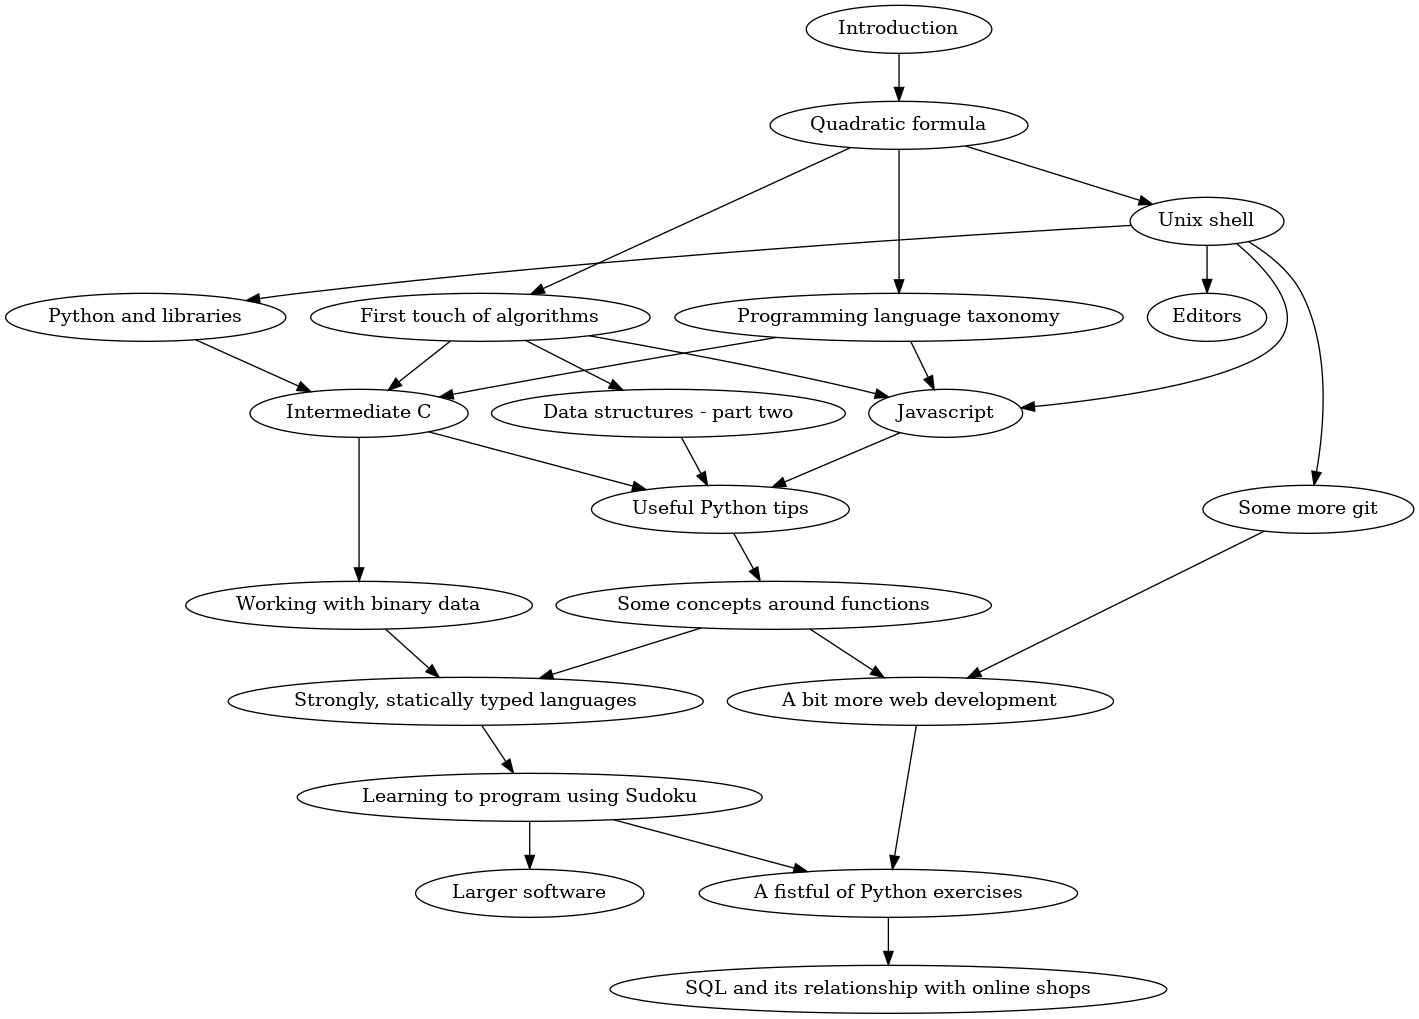 Introduction
Quadratic formula
Unix shell
Python and libraries
First touch of algorithms
Programming language taxonomy
Editors
Intermediate C
Data structures - part two
Javascript
Useful Python tips
Some more git
Working with binary data
Some concepts around functions
Strongly, statically typed languages
A bit more web development
Learning to program using Sudoku
Larger software
A fistful of Python exercises
SQL and its relationship with online shops